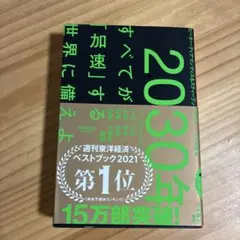 2030年
すべてが
「加速」する
世界に備えよ
週刊東洋経済
ベストブック2021
第1位
15万部突破!